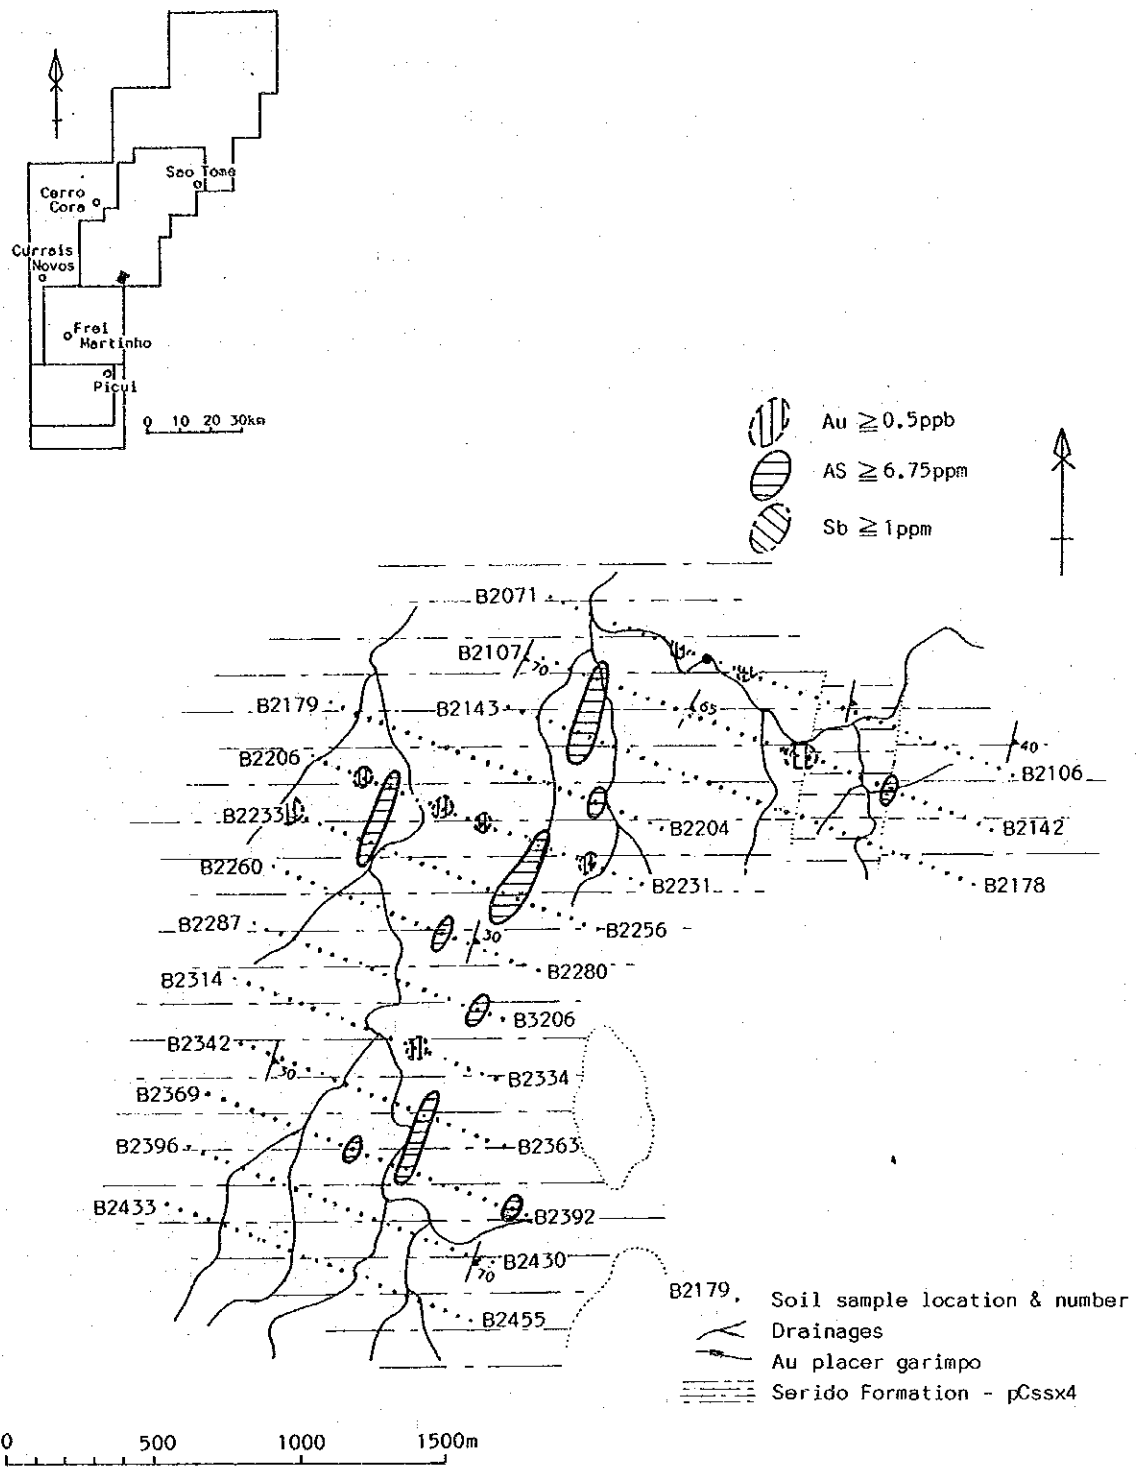 Sao Tome
Cerro
Cora
Currais
Novos
Frei
Martinho
Picui
0 10 20 30km
Au ≧0.5ppb
AS ≧6.75ppm
Sb ≧1ppm
B2071
B2107
70
B2179
B2143
65
B2206
40
B2106
B2233
B2204
B2142
B2260
B2231
B2178
B2287
30
B2256
B2280
B2314
B3206
B2342
30
B2334
B2369
B2396
B2363
B2433
B2392
B2430
70
B2455
B2179. Soil sample location & number
Drainages
Au placer garimpo
Serido Formation - pCssx4
0 500 1000 1500m